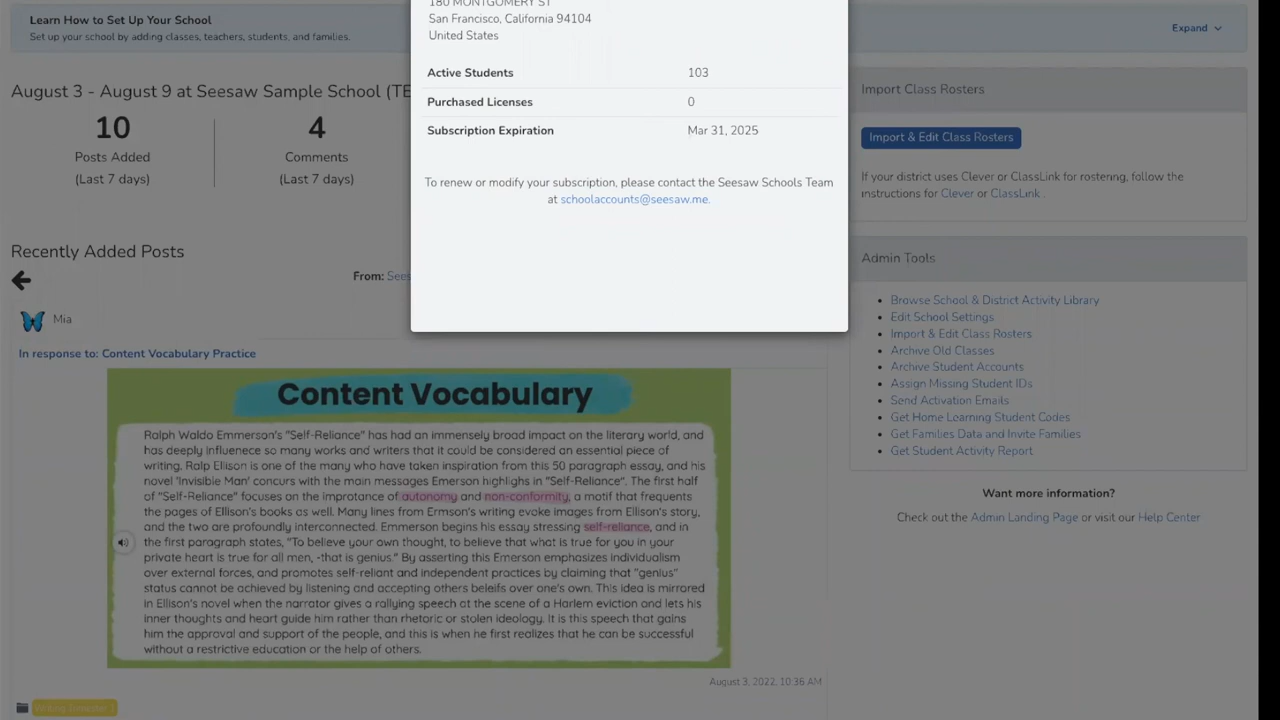 Learn How to Set Up Your School
Set up your school by adding classes, teachers, students, and families.
Expand
180 MONTGOMERY ST
San Francisco, California 94104
United States
Active Students 103
Purchased Licenses 0
Subscription Expiration Mar 31, 2025
To renew or modify your subscription, please contact the Seesaw Schools Team
at schoolaccounts@seesaw.me.
August 3 - August 9 at Seesaw Sample School (TE
10
Posts Added
(Last 7 days)
4
Comments
(Last 7 days)
Recently Added Posts
From: Sees
Mia
In response to: Content Vocabulary Practice
Content Vocabulary
Ralph Waldo Emmerson's "Self-Reliance" has had an immensely broad impact on the literary world, and
has deeply Influenece so many works and writers that it could be considered an essential piece of
writing. Ralp Ellison is one of the many who have taken inspiration from this 50 paragraph essay, and his
novel 'Invisible Man' concurs with the main messages Emerson highlighs in "Self-Reliance". The first half
of "Self-Reliance" focuses on the improtance of autonomy and non-conformity, a motif that frequents
the pages of Ellison's books as well. Many lines from Ermson's writing evoke images from Ellison's story,
and the two are profoundly interconnected. Emmerson begins his essay stressing self-reliance, and in
the first paragraph states, "To believe your own thought, to believe that what is true for you in your
private heart is true for all men, -that is genius." By asserting this Emerson emphasizes individualism
over external forces, and promotes self-reliant and independent practices by claiming that "genius"
status cannot be achieved by listening and accepting others beleifs over one's own. This idea is mirrored
in Ellison's novel when the narrator gives a rallying speech at the scene of a Harlem eviction and lets his
inner thoughts and heart guide him rather than rhetoric or stolen ideology. It is this speech that gains
him the approval and support of the people, and this is when he first realizes that he can be successful
without a restrictive education or the help of others.
August 3, 2022, 10:36 AM
Writing Semester 1
Import Class Rosters
Import & Edit Class Rosters
If your district uses Clever or ClassLink for rostering, follow the
instructions for Clever or ClassLink .
Admin Tools
Browse School & District Activity Library
Edit School Settings
Import & Edit Class Rosters
Archive Old Classes
Archive Student Accounts
Assign Missing Student IDs
Send Activation Emails
Get Home Learning Student Codes
Get Families Data and Invite Families
Get Student Activity Report
Want more information?
Check out the Admin Landing Page or visit our Help Center